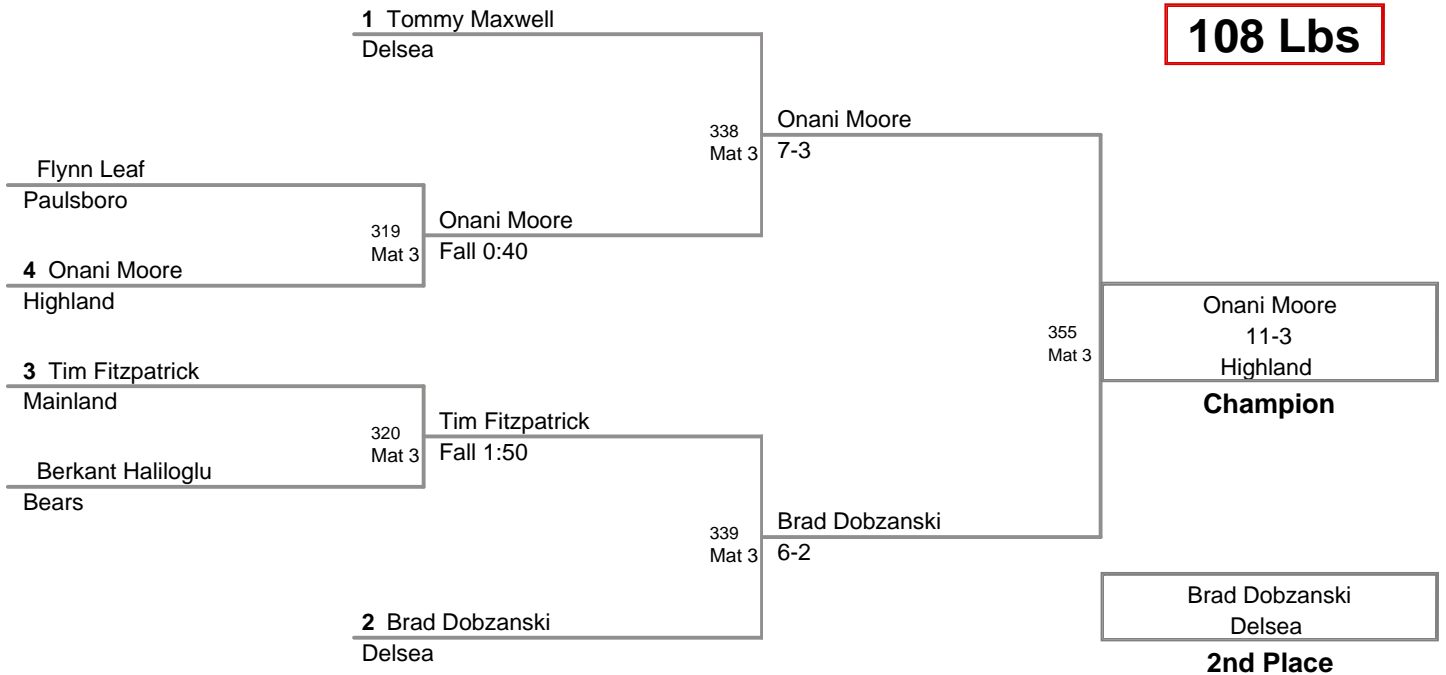 1 Tommy Maxwell
Delsea
108 Lbs
338
Mat 3
Onani Moore
7-3
Flynn Leaf
Paulsboro
319
Mat 3
Onani Moore
Fall 0:40
4 Onani Moore
Highland
355
Mat 3
Onani Moore
11-3
Highland
Champion
3 Tim Fitzpatrick
Mainland
320
Mat 3
Tim Fitzpatrick
Fall 1:50
Berkant Haliloglu
Bears
339
Mat 3
Brad Dobzanski
6-2
2 Brad Dobzanski
Delsea
Brad Dobzanski
Delsea
2nd Place